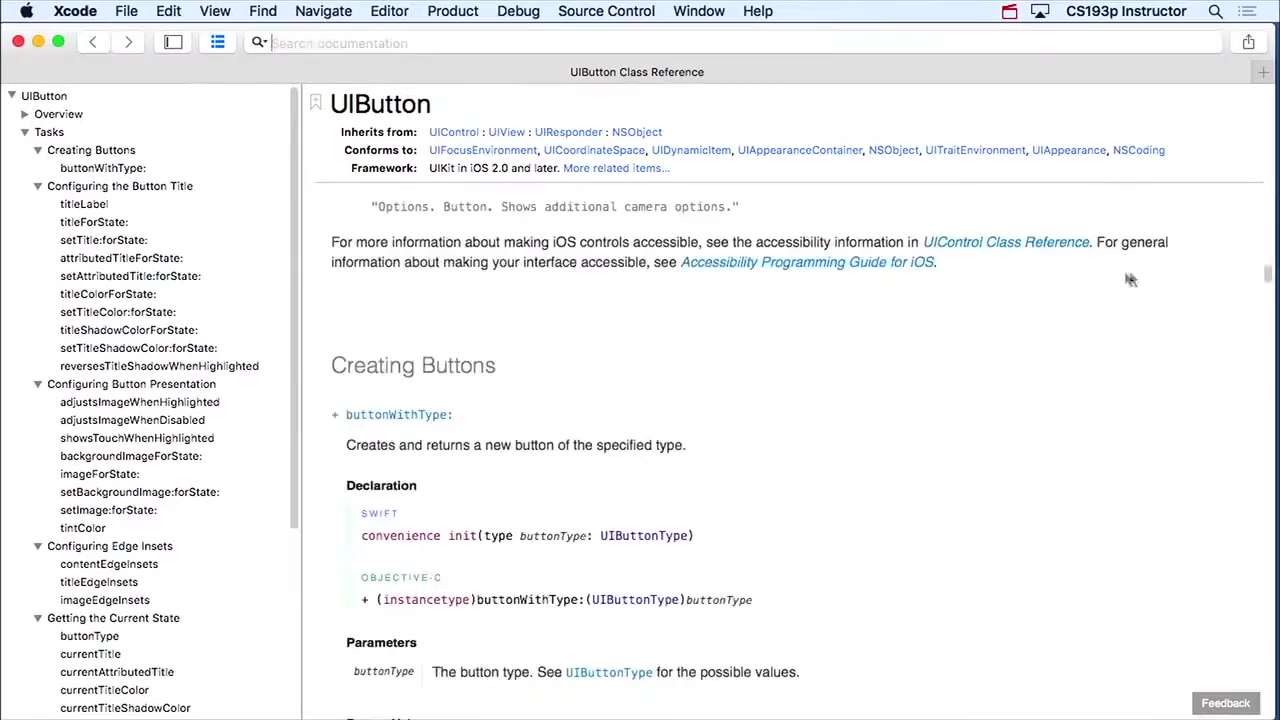 Xcode File Edit View Find Navigate Editor Product Debug Source Control Window Help CS193p Instructor
Search documentation
UIButton Class Reference
UIButton
Overview
Tasks
Creating Buttons
buttonWithType:
Configuring the Button Title
titleLabel
titleForState:
setTitle:forState:
attributedTitleForState:
setAttributedTitle:forState:
titleColorForState:
setTitleColor:forState:
titleShadowColorForState:
setTitleShadowColor:forState:
reversesTitleShadowWhenHighlighted
Configuring Button Presentation
adjustsImageWhenHighlighted
adjustsImageWhenDisabled
showsTouchWhenHighlighted
backgroundImageForState:
imageForState:
setBackgroundImage:forState:
setImage:forState:
tintColor
Configuring Edge Insets
contentEdgeInsets
titleEdgeInsets
imageEdgeInsets
Getting the Current State
buttonType
currentTitle
currentAttributedTitle
currentTitleColor
currentTitleShadowColor
UIButton
Inherits from: UIControl : UIView : UIResponder : NSObject
Conforms to: UIFocusEnvironment, UICoordinateSpace, UIDynamicItem, UIAppearanceContainer, NSObject, UITraitEnvironment, UIAppearance, NSCoding
Framework: UIKit in iOS 2.0 and later. More related items...
"Options. Button. Shows additional camera options."
For more information about making iOS controls accessible, see the accessibility information in UIControl Class Reference. For general
information about making your interface accessible, see Accessibility Programming Guide for iOS.
Creating Buttons
+ buttonWithType:
Creates and returns a new button of the specified type.
Declaration
SWIFT
convenience init(type buttonType: UIButtonType)
OBJECTIVE-C
+ (instancetype)buttonWithType:(UIButtonType)buttonType
Parameters
buttonType The button type. See UIButtonType for the possible values.
Feedback